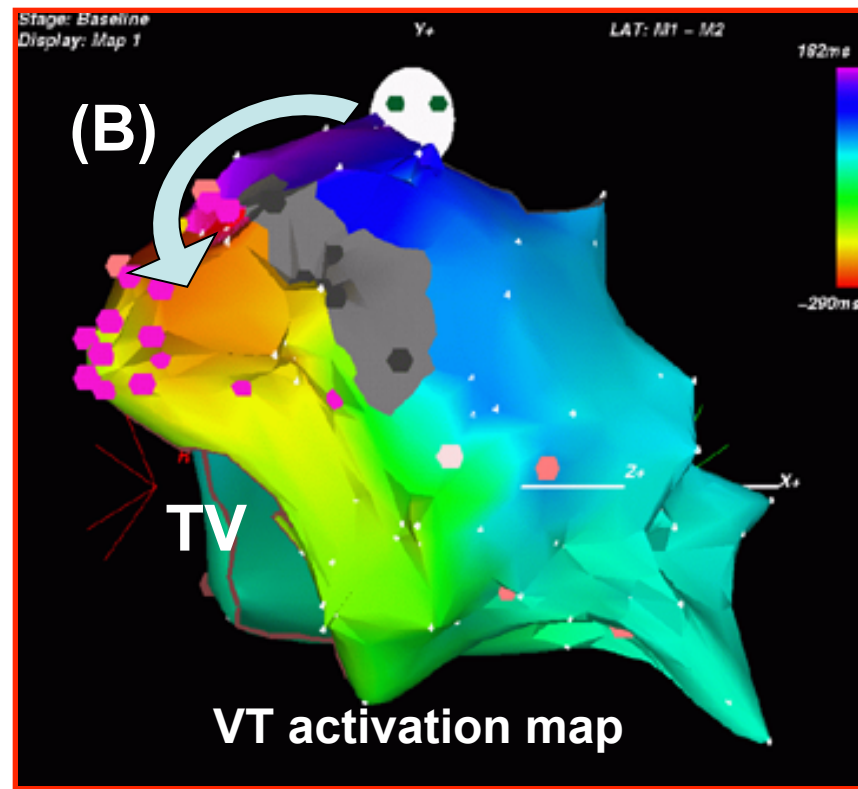 Stage: Baseline
Display: Map 1
Y+
LAT: M1 - M2
182ms
(B)
-290ms
R
Z+
X+
TV
VT activation map